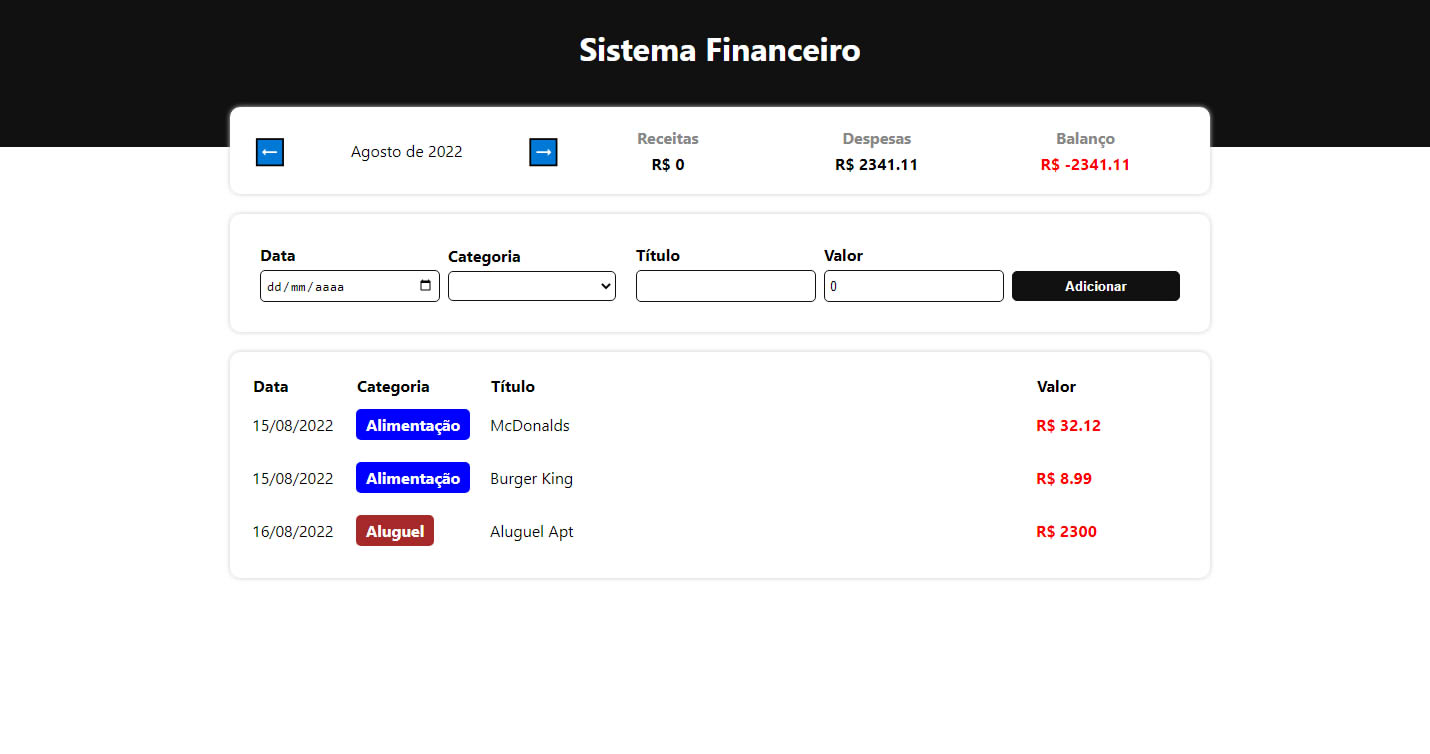 Sistema Financeiro
← Agosto de 2022 →
Receitas Despesas Balanço
R$ 0 R$ 2341.11 R$ -2341.11
Data Categoria Título Valor
dd/mm/aaaa 0 Adicionar
Data Categoria Título Valor
15/08/2022 Alimentação McDonalds R$ 32.12
15/08/2022 Alimentação Burger King R$ 8.99
16/08/2022 Aluguel Aluguel Apt R$ 2300